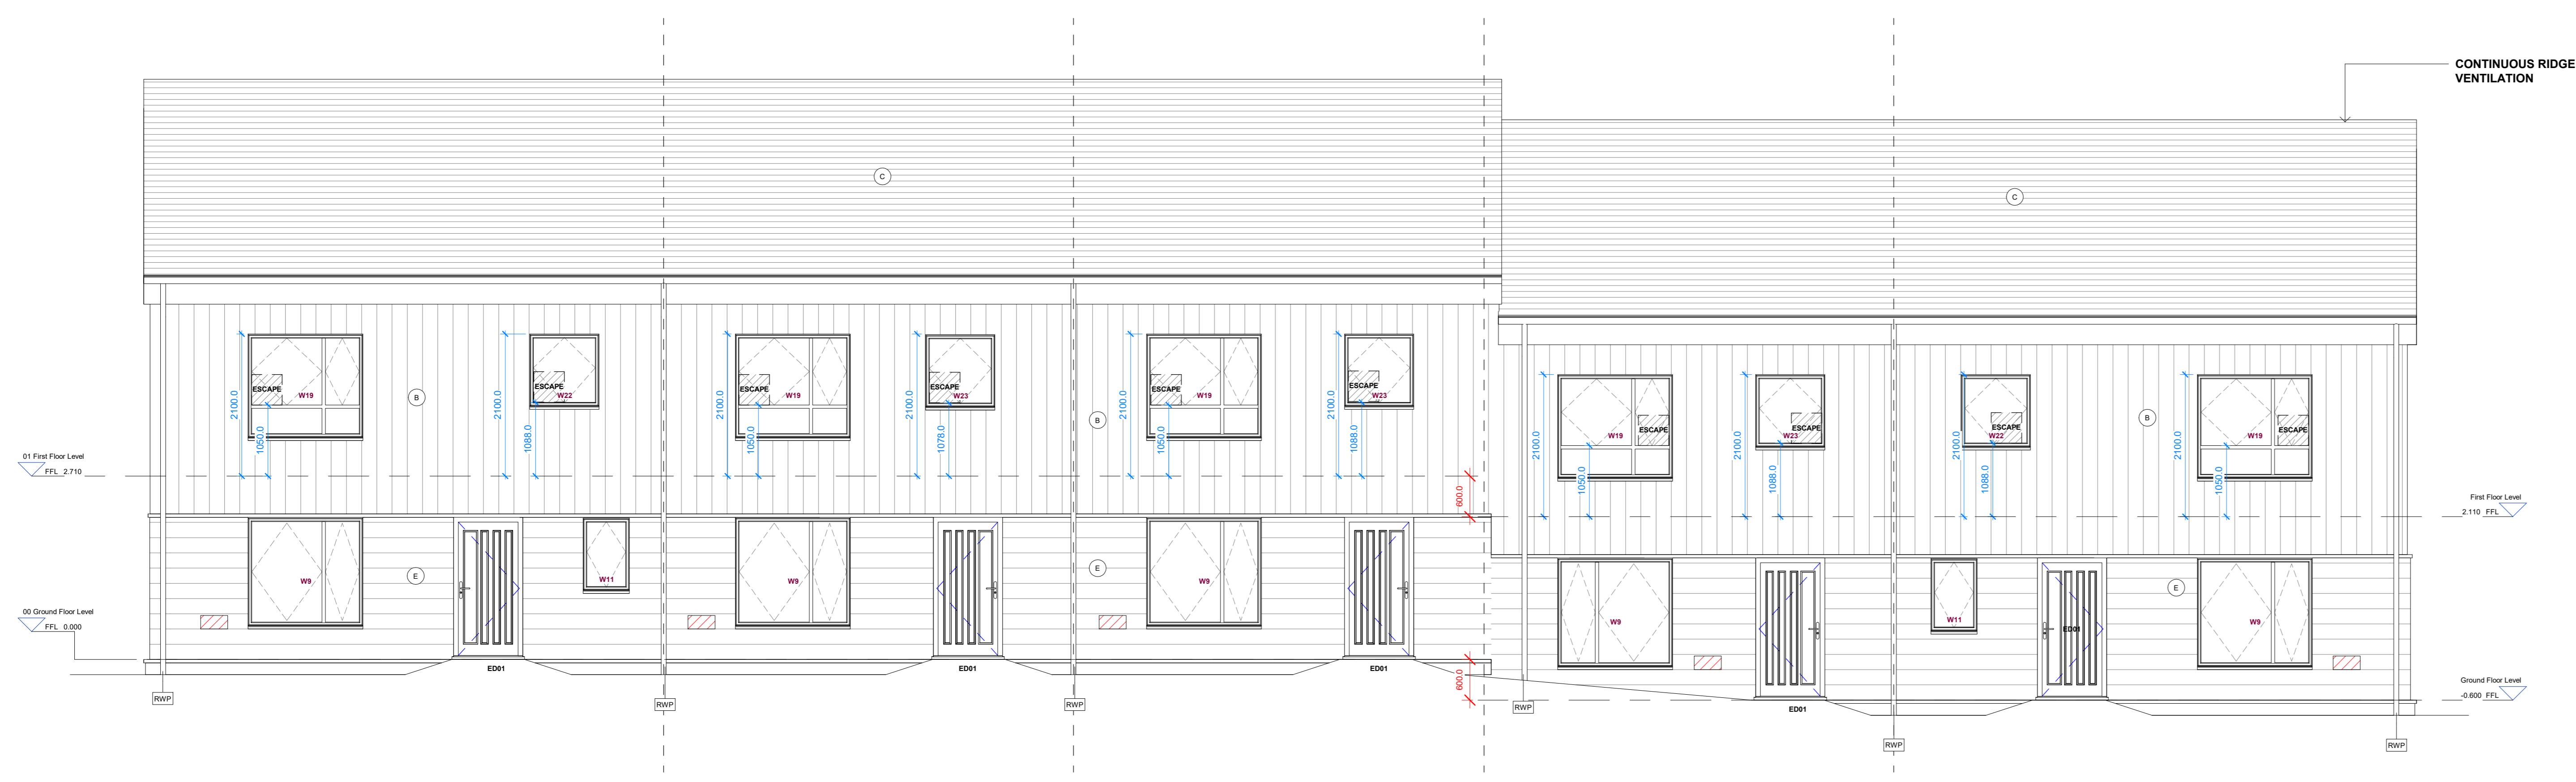 CONTINUOUS RIDGE
VENTILATION
C
C
2100.0
ESCAPE
W19
1050.0
B
2100.0
ESCAPE
W22
1088.0
2100.0
ESCAPE
W19
1050.0
2100.0
ESCAPE
W23
1078.0
B
2100.0
ESCAPE
W19
1050.0
2100.0
ESCAPE
W23
1088.0
2100.0
W19
ESCAPE
1050.0
2100.0
W23
ESCAPE
1088.0
2100.0
W22
ESCAPE
1088.0
B
2100.0
W19
ESCAPE
1050.0
01 First Floor Level
FFL 2.710
600.0
First Floor Level
2.110 FFL
W9
E
W11
W9
E
W9
W9
W11
ED01
E
W9
00 Ground Floor Level
FFL 0.000
ED01
ED01
ED01
600.0
Ground Floor Level
-0.600 FFL
ED01
RWP
RWP
RWP
RWP
RWP
RWP